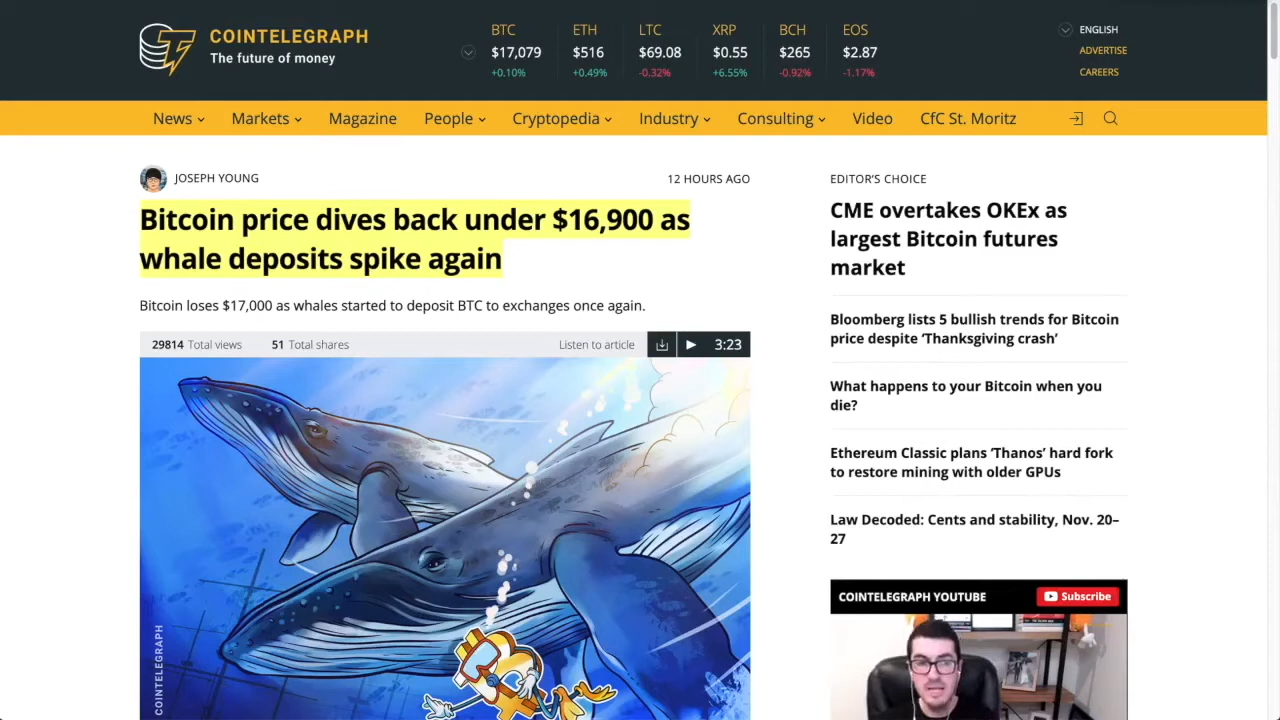 COINTELEGRAPH
The future of money
BTC
$17,079
+0.10%
ETH
$516
+0.49%
LTC
$69.08
-0.32%
XRP
$0.55
+6.55%
BCH
$265
-0.92%
EOS
$2.87
-1.17%
ENGLISH
ADVERTISE
CAREERS
News Markets Magazine People Cryptopedia Industry Consulting Video CfC St. Moritz
JOSEPH YOUNG
12 HOURS AGO
Bitcoin price dives back under $16,900 as
whale deposits spike again
Bitcoin loses $17,000 as whales started to deposit BTC to exchanges once again.
29814 Total views 51 Total shares Listen to article 3:23
COINTELEGRAPH
EDITOR'S CHOICE
CME overtakes OKEx as
largest Bitcoin futures
market
Bloomberg lists 5 bullish trends for Bitcoin
price despite ‘Thanksgiving crash’
What happens to your Bitcoin when you
die?
Ethereum Classic plans ‘Thanos’ hard fork
to restore mining with older GPUs
Law Decoded: Cents and stability, Nov. 20–
27
COINTELEGRAPH YOUTUBE
Subscribe